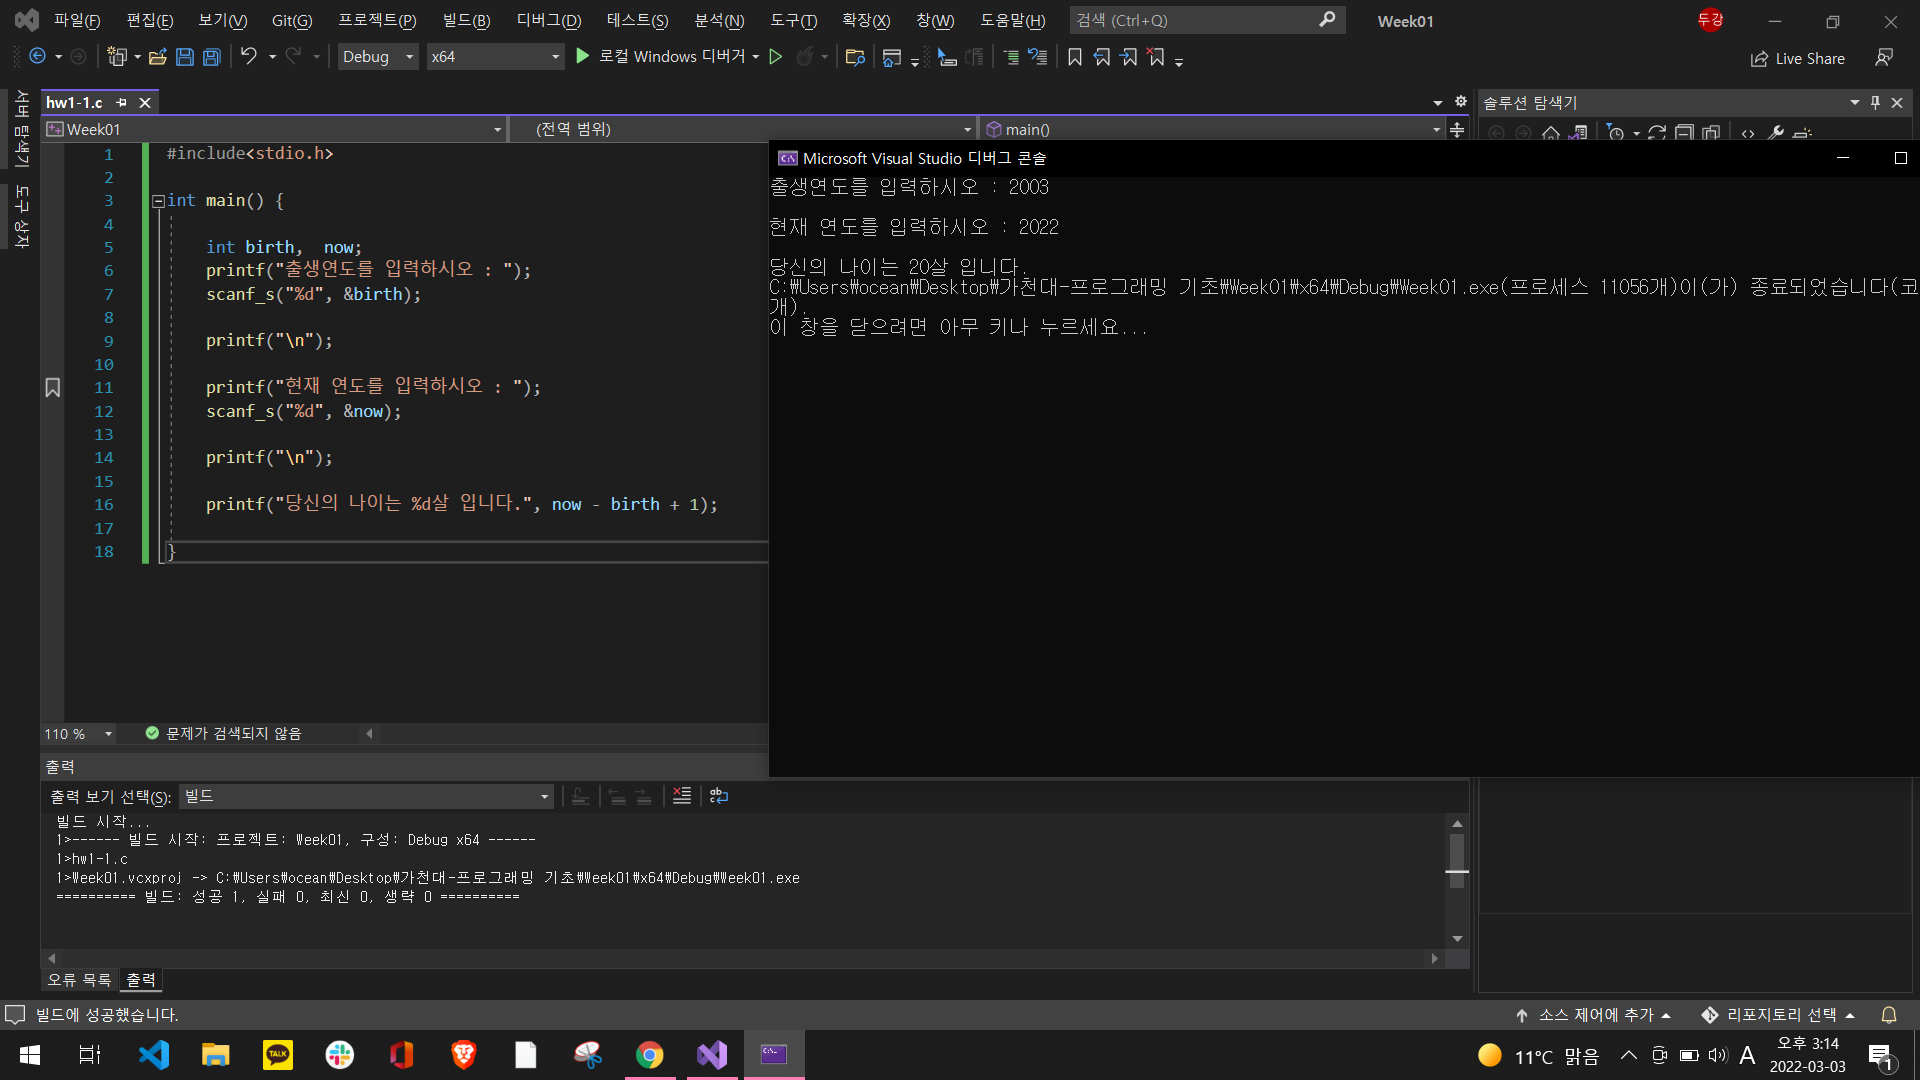 파일(F) 편집(E) 보기(V) Git(G) 프로젝트(P) 빌드(B) 디버그(D) 테스트(S) 분석(N) 도구(T) 확장(X) 창(W) 도움말(H) 검색 (Ctrl+Q) Week01 두강
Debug x64 로컬 Windows 디버거 Live Share
서버 탐색기
도구 상자
hw1-1.c
Week01 (전역 범위) main()
1 #include<stdio.h>
2
3 int main() {
4
5 int birth,  now;
6 printf("출생연도를 입력하시오 : ");
7 scanf_s("%d", &birth);
8
9 printf("\n");
10
11 printf("현재 연도를 입력하시오 : ");
12 scanf_s("%d", &now);
13
14 printf("\n");
15
16 printf("당신의 나이는 %d살 입니다.", now - birth + 1);
17
18 }
솔루션 탐색기
Microsoft Visual Studio 디버그 콘솔
출생연도를 입력하시오 : 2003
현재 연도를 입력하시오 : 2022
당신의 나이는 20살 입니다.
C:₩Users₩ocean₩Desktop₩가천대-프로그래밍 기초₩Week01₩x64₩Debug₩Week01.exe(프로세스 11056개)이(가) 종료되었습니다(코
개).
이 창을 닫으려면 아무 키나 누르세요...
110 % 문제가 검색되지 않음
출력
출력 보기 선택(S): 빌드
빌드 시작...
1>------ 빌드 시작: 프로젝트: Week01, 구성: Debug x64 ------
1>hw1-1.c
1>Week01.vcxproj -> C:₩Users₩ocean₩Desktop₩가천대-프로그래밍 기초₩Week01₩x64₩Debug₩Week01.exe
========== 빌드: 성공 1, 실패 0, 최신 0, 생략 0 ==========
오류 목록 출력
빌드에 성공했습니다. 소스 제어에 추가 리포지토리 선택
TALK
11°C 맑음 A 오후 3:14
2022-03-03 1